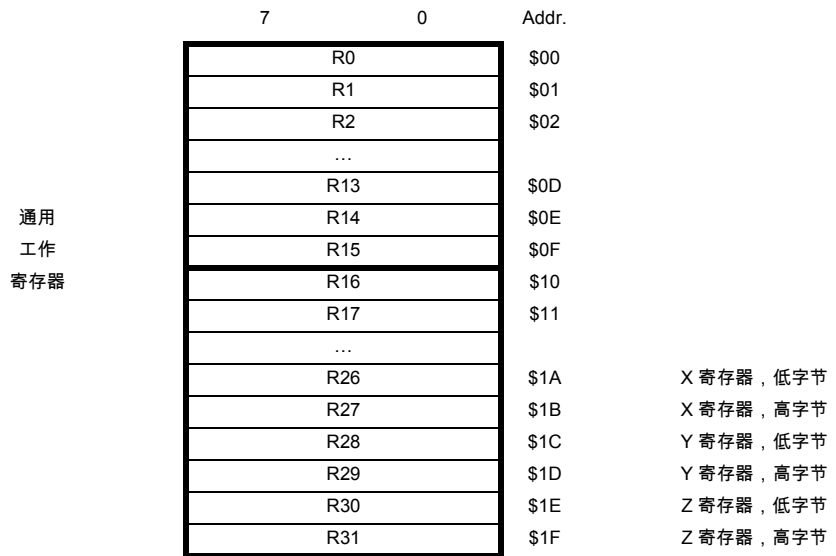 7 0 Addr.
R0 $00
R1 $01
R2 $02
…
R13 $0D
通用 R14 $0E
工作 R15 $0F
寄存器 R16 $10
R17 $11
…
R26 $1A X 寄存器，低字节
R27 $1B X 寄存器，高字节
R28 $1C Y 寄存器，低字节
R29 $1D Y 寄存器，高字节
R30 $1E Z 寄存器，低字节
R31 $1F Z 寄存器，高字节